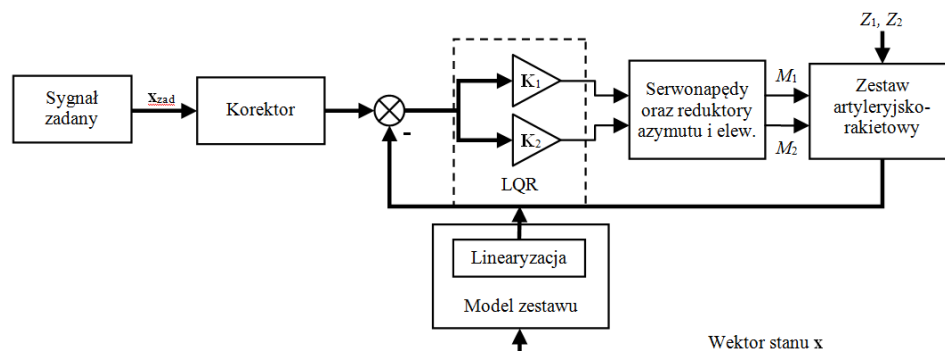 Z1, Z2
Sygnał
zadany
xzad
Korektor
-
K1
K2
LQR
Serwonapędy
oraz reduktory
azymutu i elew.
M1
M2
Zestaw
artyleryjsko-
rakietowy
Linearyzacja
Model zestawu
Wektor stanu x